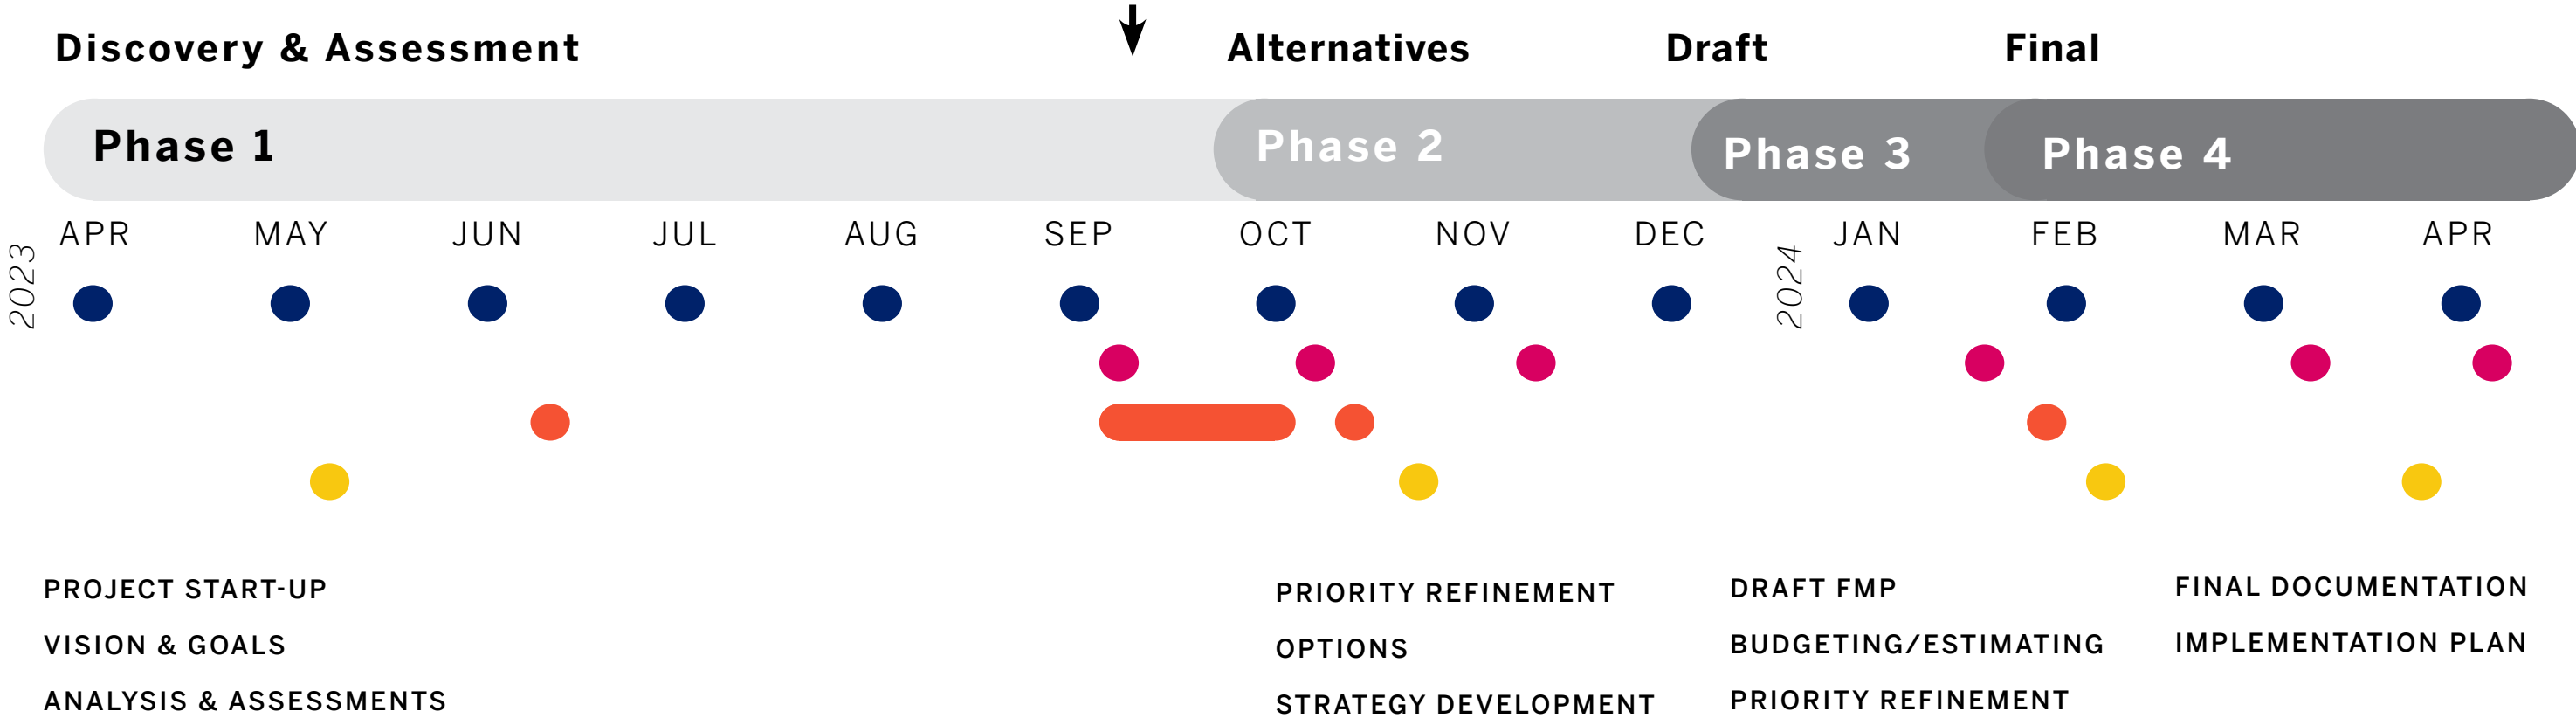 Discovery & Assessment
Alternatives
Draft
Final
Phase 1
Phase 2
Phase 3
Phase 4
2023
APR
MAY
JUN
JUL
AUG
SEP
OCT
NOV
DEC
2024
JAN
FEB
MAR
APR
PROJECT START-UP
VISION & GOALS
ANALYSIS & ASSESSMENTS
PRIORITY REFINEMENT
OPTIONS
STRATEGY DEVELOPMENT
DRAFT FMP
BUDGETING/ESTIMATING
PRIORITY REFINEMENT
FINAL DOCUMENTATION
IMPLEMENTATION PLAN